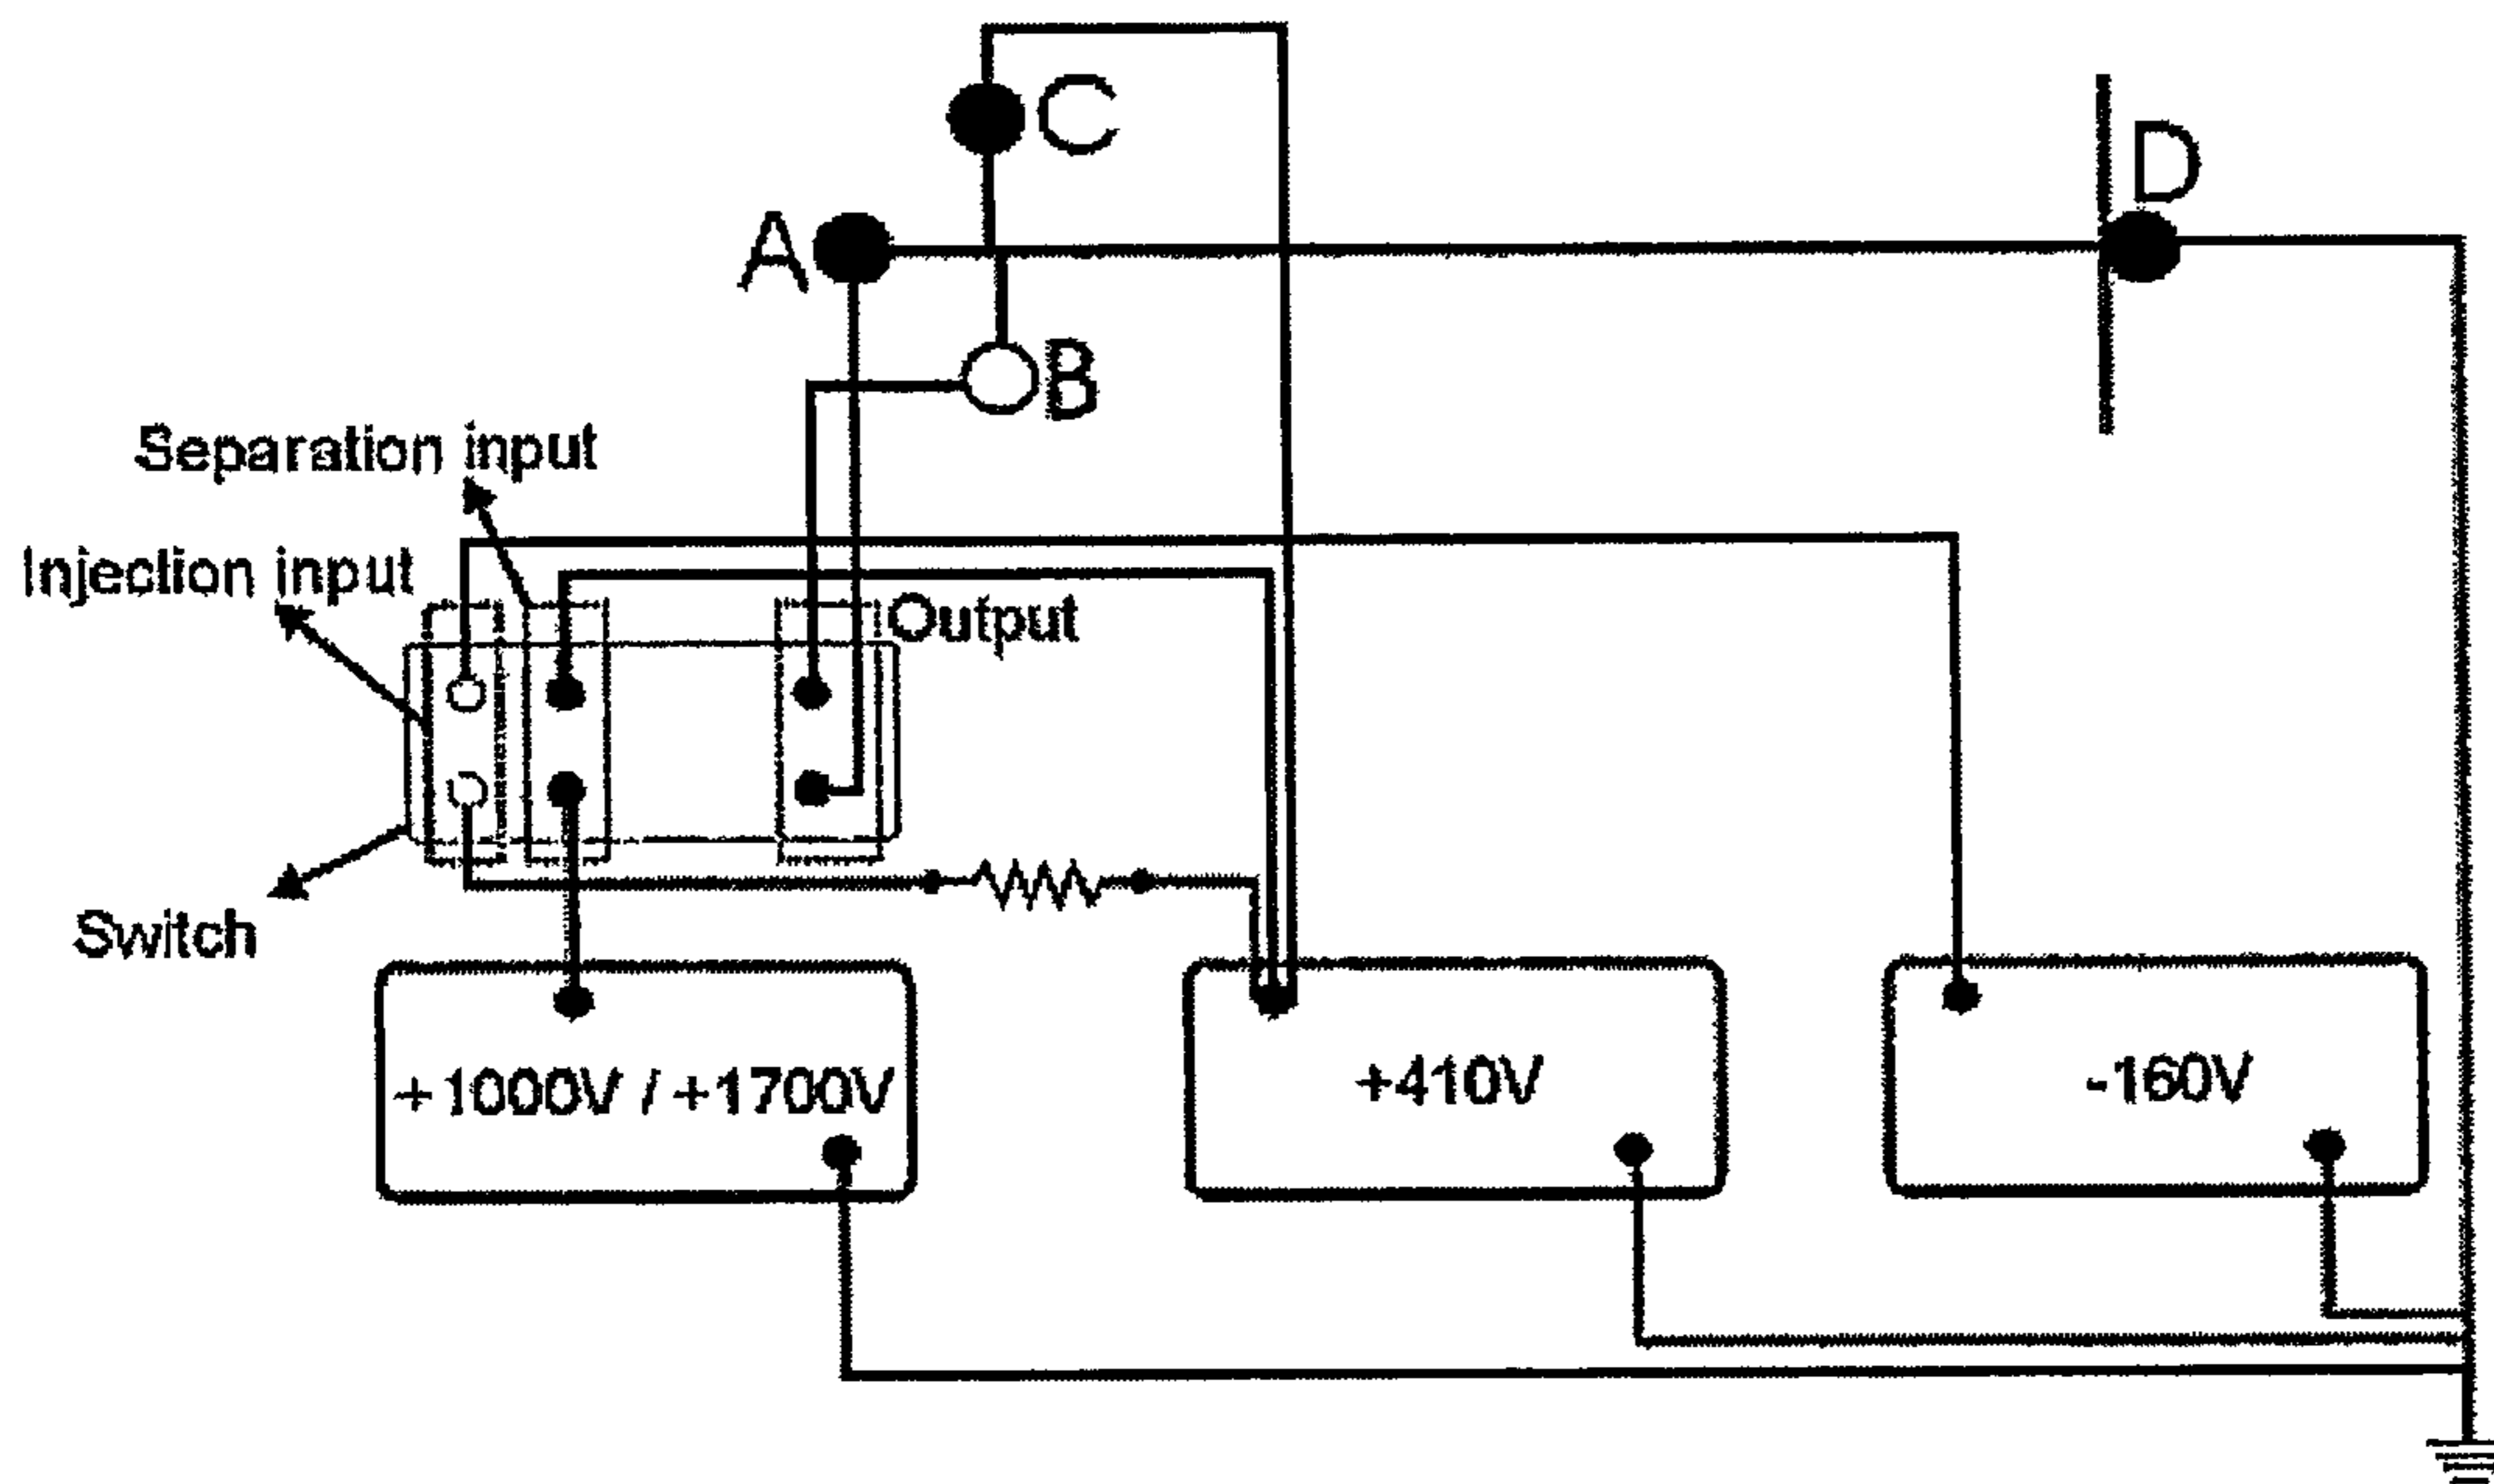 C
D
A
B
Separation input
Injection input
Output
Switch
+1000V / +1700V
+410V
-160V